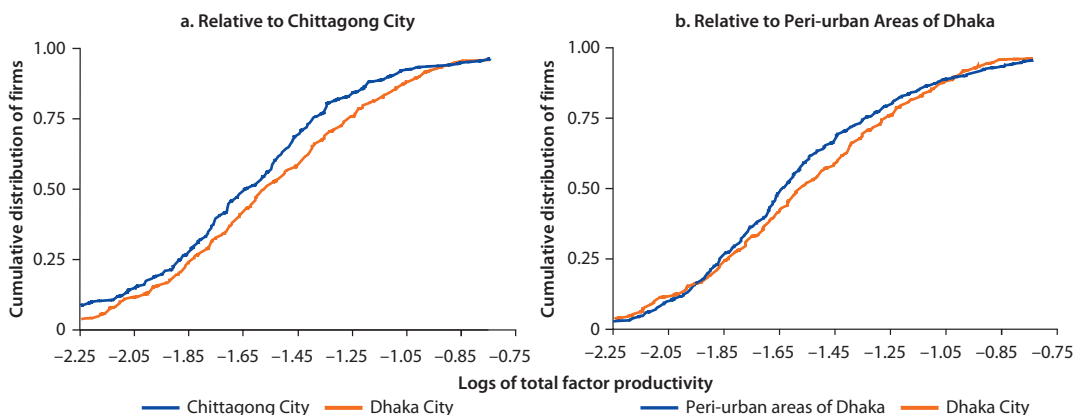 a. Relative to Chittagong City
Cumulative distribution of firms
1.00
0.75
0.50
0.25
0
−2.25 −2.05 −1.85 −1.65 −1.45 −1.25 −1.05 −0.85 −0.75
b. Relative to Peri-urban Areas of Dhaka
Cumulative distribution of firms
1.00
0.75
0.50
0.25
0
−2.25 −2.05 −1.85 −1.65 −1.45 −1.25 −1.05 −0.85 −0.75
Logs of total factor productivity
Chittagong City Dhaka City
Peri-urban areas of Dhaka Dhaka City